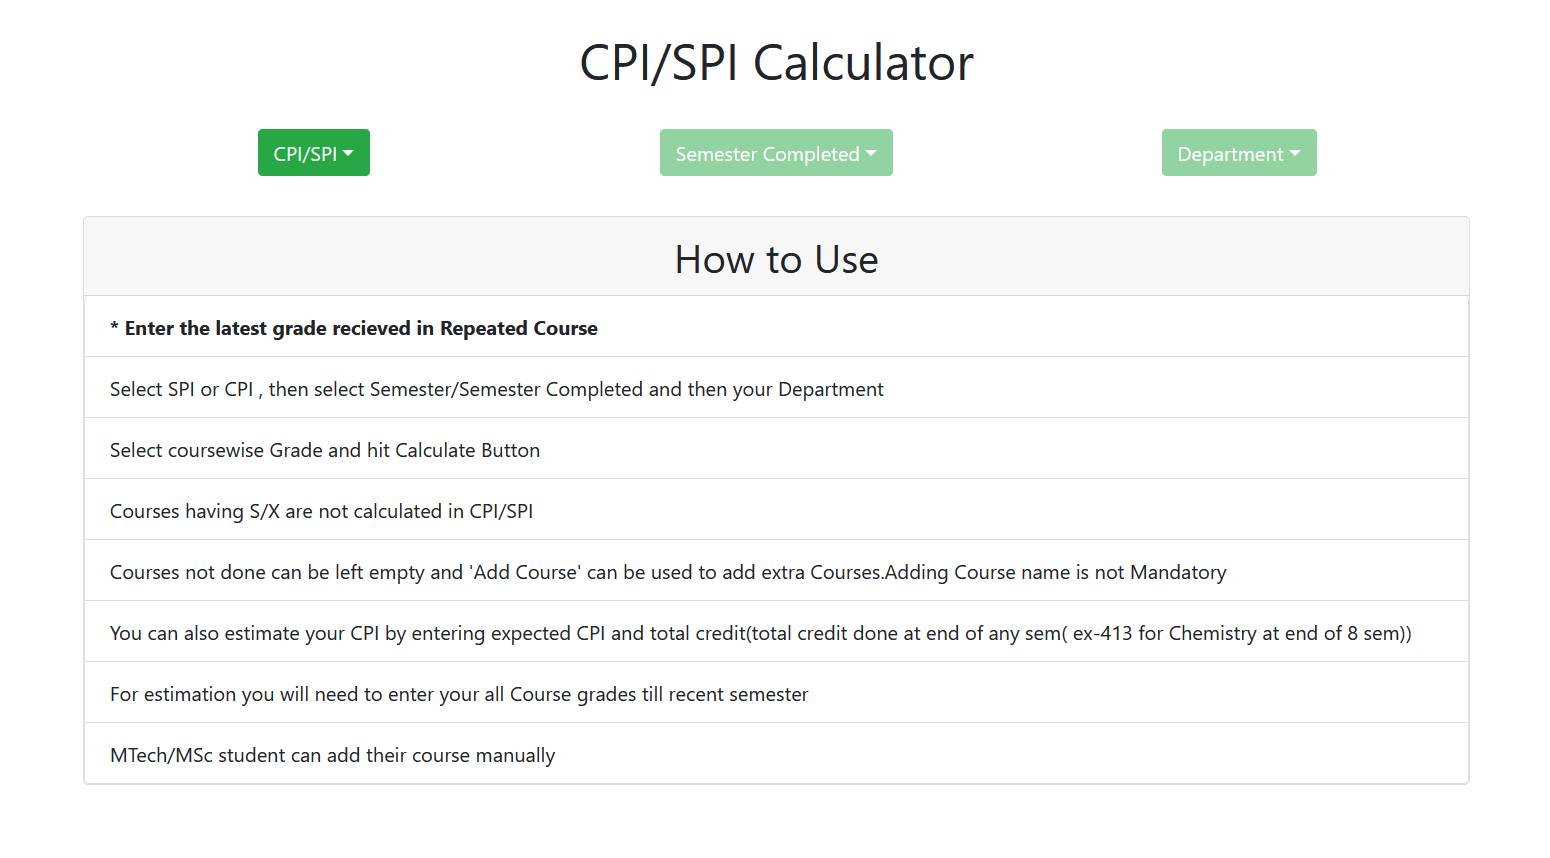 CPI/SPI Calculator
CPI/SPI
Semester Completed
Department
How to Use
* Enter the latest grade recieved in Repeated Course
Select SPI or CPI , then select Semester/Semester Completed and then your Department
Select coursewise Grade and hit Calculate Button
Courses having S/X are not calculated in CPI/SPI
Courses not done can be left empty and 'Add Course' can be used to add extra Courses.Adding Course name is not Mandatory
You can also estimate your CPI by entering expected CPI and total credit(total credit done at end of any sem( ex-413 for Chemistry at end of 8 sem))
For estimation you will need to enter your all Course grades till recent semester
MTech/MSc student can add their course manually